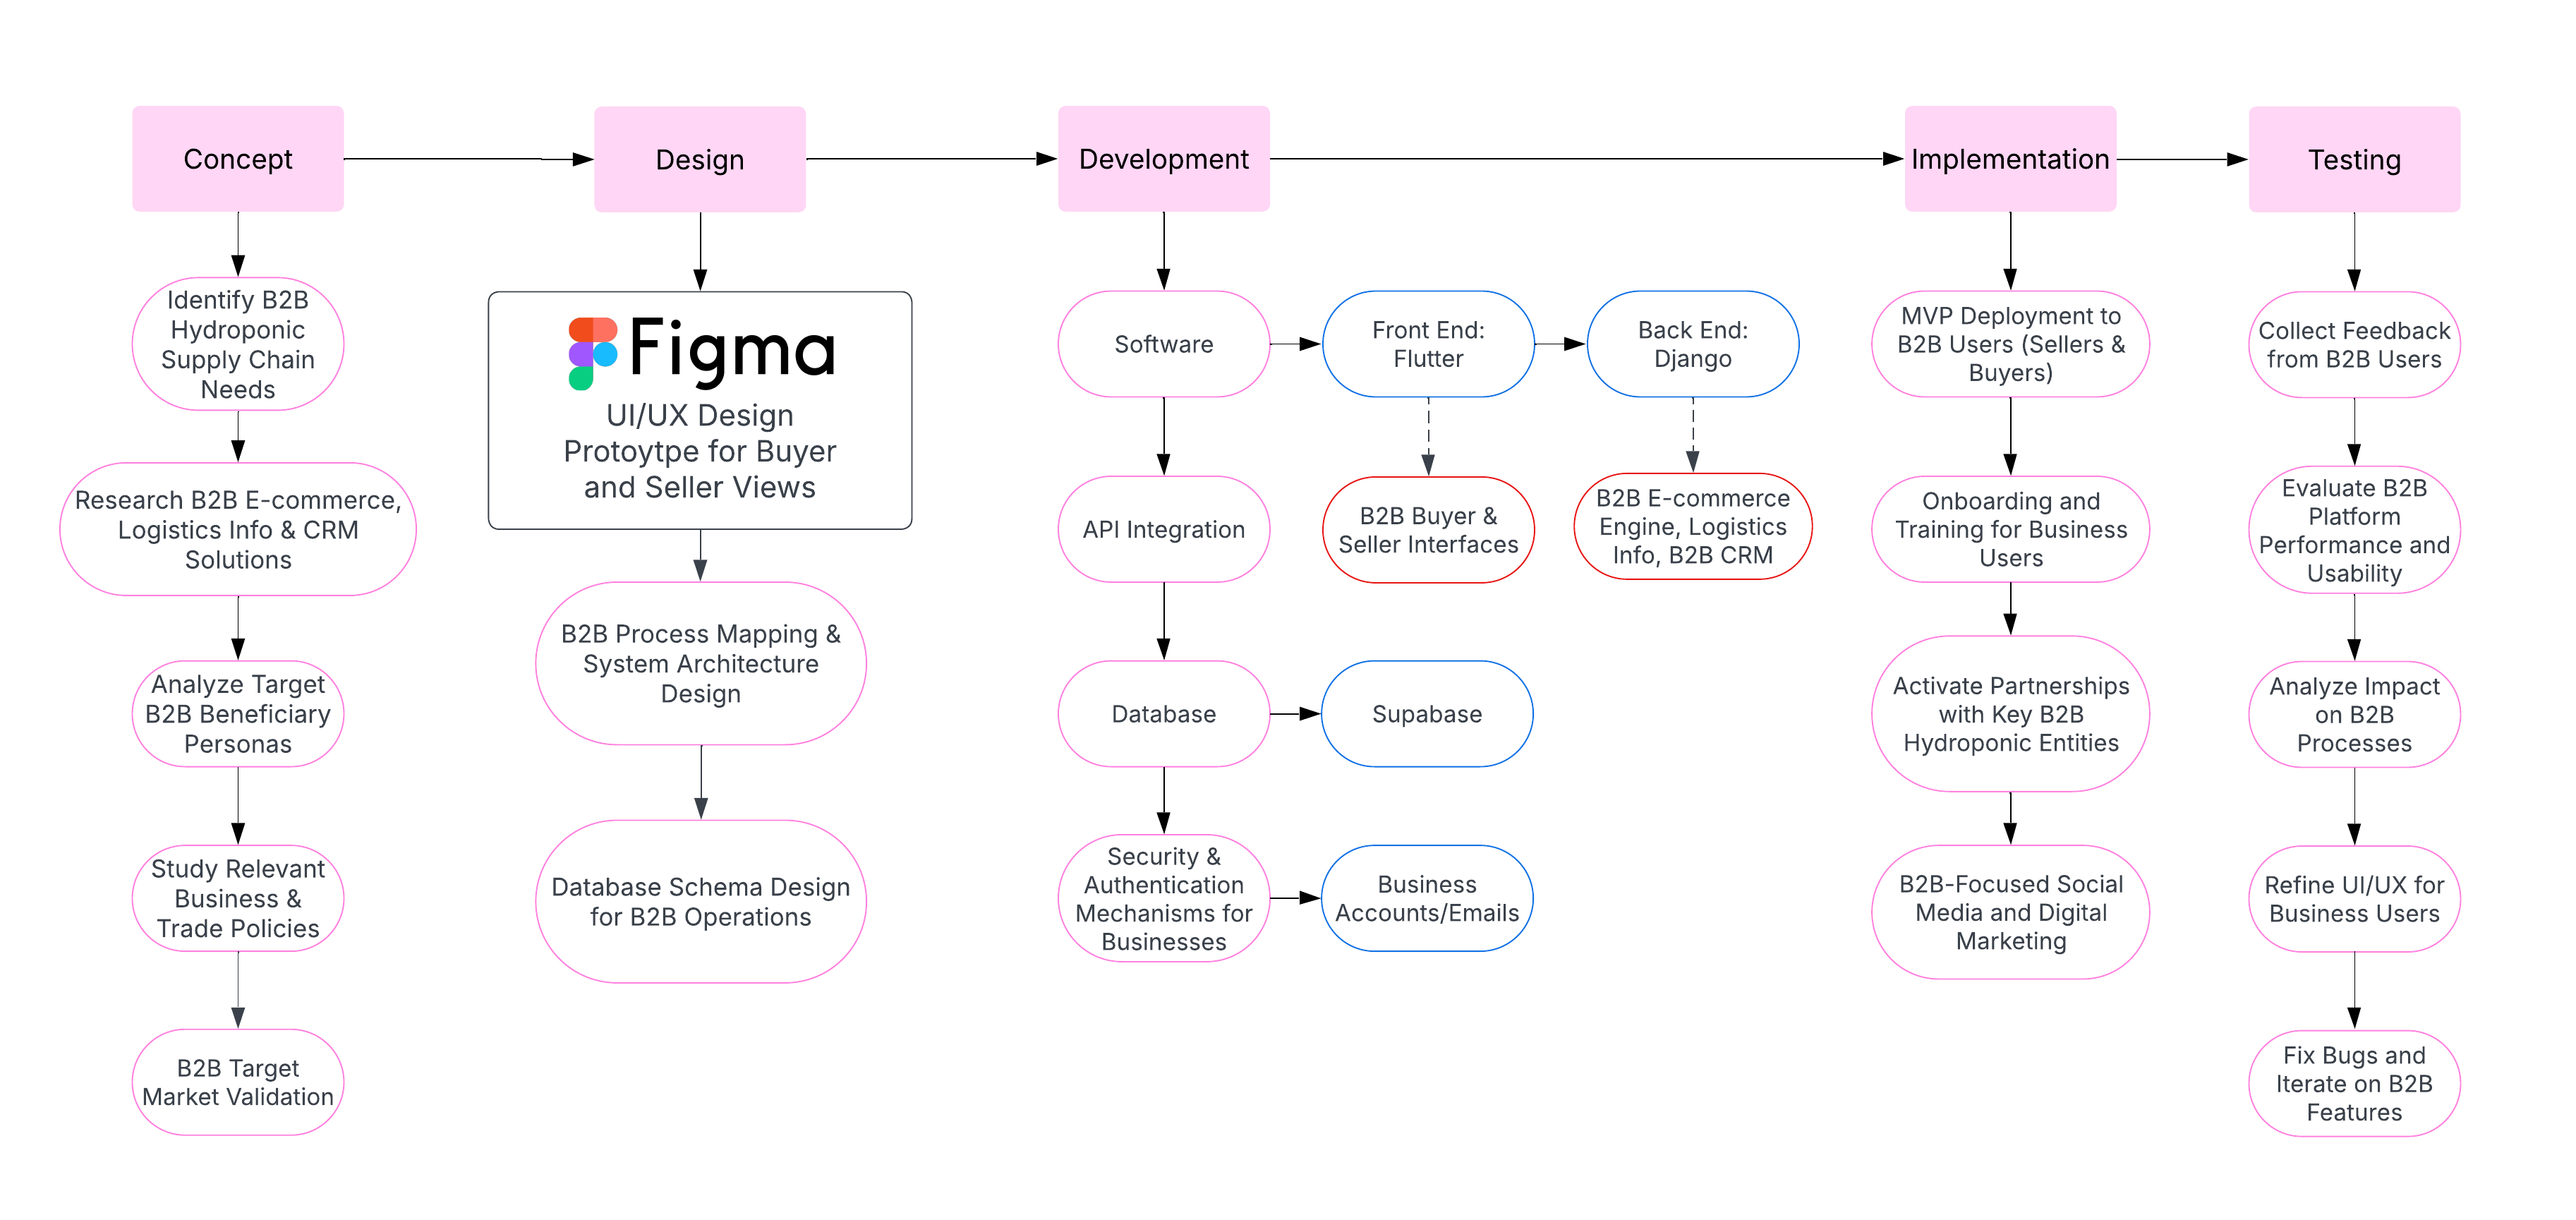 Concept
Design
Development
Implementation
Testing
Identify B2B
Hydroponic
Supply Chain
Needs
Research B2B E-commerce,
Logistics Info & CRM
Solutions
Analyze Target
B2B Beneficiary
Personas
Study Relevant
Business &
Trade Policies
B2B Target
Market Validation
Figma
UI/UX Design
Protoytpe for Buyer
and Seller Views
B2B Process Mapping &
System Architecture
Design
Database Schema Design
for B2B Operations
Software
Front End:
Flutter
Back End:
Django
API Integration
B2B Buyer &
Seller Interfaces
B2B E-commerce
Engine, Logistics
Info, B2B CRM
Database
Supabase
Security &
Authentication
Mechanisms for
Businesses
Business
Accounts/Emails
MVP Deployment to
B2B Users (Sellers &
Buyers)
Onboarding and
Training for Business
Users
Activate Partnerships
with Key B2B
Hydroponic Entities
B2B-Focused Social
Media and Digital
Marketing
Collect Feedback
from B2B Users
Evaluate B2B
Platform
Performance and
Usability
Analyze Impact
on B2B
Processes
Refine UI/UX for
Business Users
Fix Bugs and
Iterate on B2B
Features